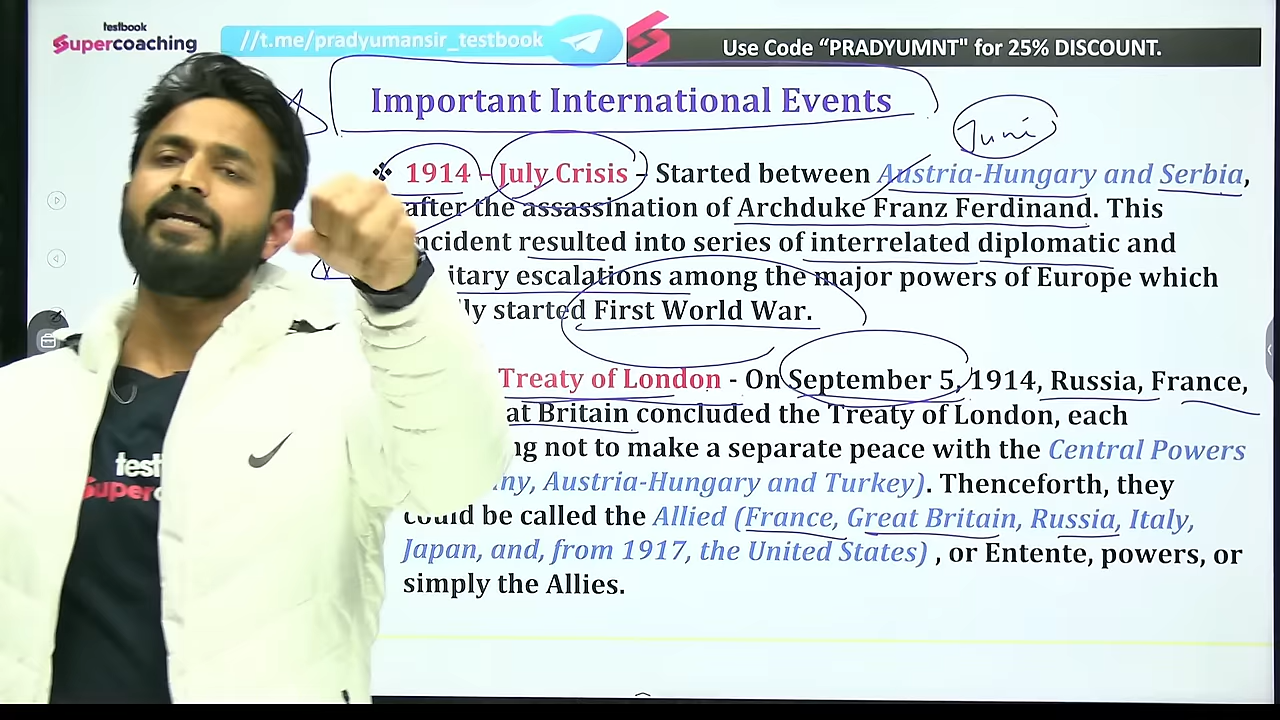 testbook
Supercoaching
//t.me/pradyumansir_testbook
Use Code “PRADYUMNT" for 25% DISCOUNT.
Important International Events
Juni
❖ 1914 - July Crisis - Started between Austria-Hungary and Serbia,
after the assassination of Archduke Franz Ferdinand. This
ncident resulted into series of interrelated diplomatic and
itary escalations among the major powers of Europe which
lly started First World War.
Treaty of London - On September 5, 1914, Russia, France,
at Britain concluded the Treaty of London, each
ng not to make a separate peace with the Central Powers
ny, Austria-Hungary and Turkey). Thenceforth, they
could be called the Allied (France, Great Britain, Russia, Italy,
Japan, and, from 1917, the United States) , or Entente, powers, or
simply the Allies.
test
Superc